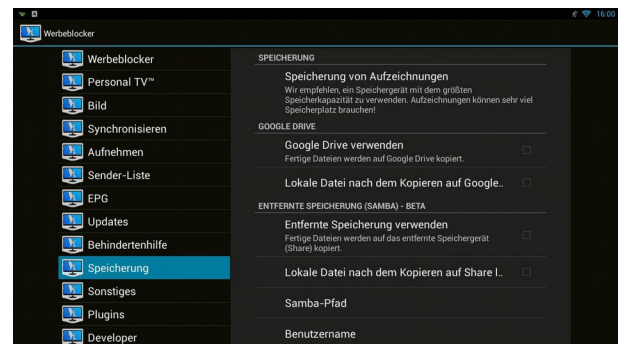 16:00
Werbeblocker
Werbeblocker
Personal TV™
Bild
Synchronisieren
Aufnehmen
Sender-Liste
EPG
Updates
Behindertenhilfe
Speicherung
Sonstiges
Plugins
Developer
SPEICHERUNG
Speicherung von Aufzeichnungen
Wir empfehlen, ein Speichergerät mit dem größten
Speicherkapazität zu verwenden. Aufzeichnungen können sehr viel
Speicherplatz brauchen!
GOOGLE DRIVE
Google Drive verwenden
Fertige Dateien werden auf Google Drive kopiert.
Lokale Datei nach dem Kopieren auf Google..
ENTFERNTE SPEICHERUNG (SAMBA) - BETA
Entfernte Speicherung verwenden
Fertige Dateien werden auf das entfernte Speichergerät
(Share) kopiert.
Lokale Datei nach dem Kopieren auf Share l..
Samba-Pfad
Benutzername